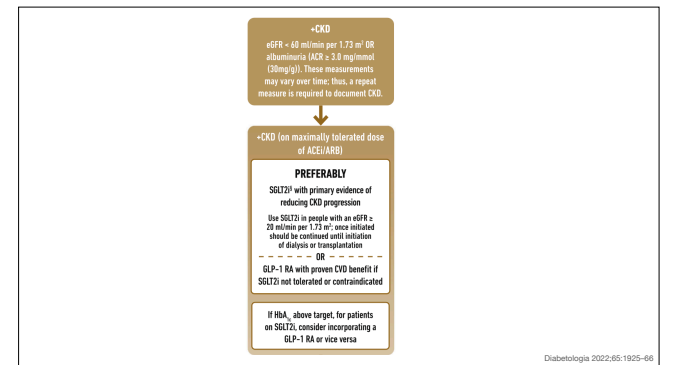 +CKD
eGFR < 60 ml/min per 1.73 m² OR
albuminuria (ACR ≥ 3.0 mg/mmol
(30mg/g)). These measurements
may vary over time; thus, a repeat
measure is required to document CKD.
+CKD (on maximally tolerated dose
of ACEi/ARB)
PREFERABLY
SGLT2i§ with primary evidence of
reducing CKD progression
Use SGLT2i in people with an eGFR ≥
20 ml/min per 1.73 m²; once initiated
should be continued until initiation
of dialysis or transplantation
OR
GLP-1 RA with proven CVD benefit if
SGLT2i not tolerated or contraindicated
If HbA1c above target, for patients
on SGLT2i, consider incorporating a
GLP-1 RA or vice versa
Diabetologia 2022;65:1925–66